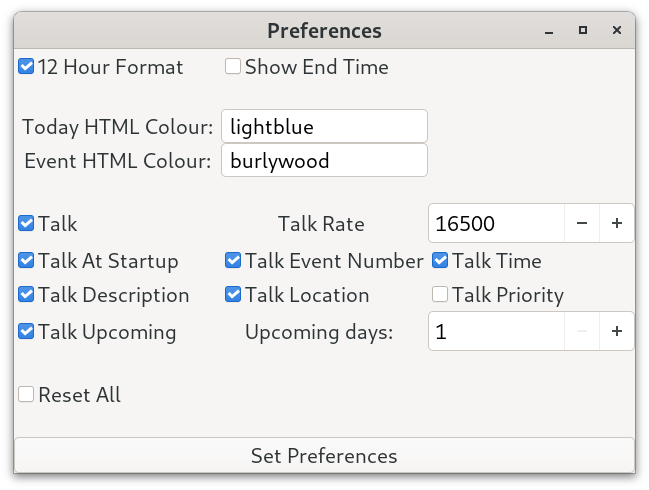 Preferences
12 Hour Format Show End Time
Today HTML Colour: lightblue
Event HTML Colour: burlywood
Talk Talk Rate 16500 − +
Talk At Startup Talk Event Number Talk Time
Talk Description Talk Location Talk Priority
Talk Upcoming Upcoming days: 1 − +
Reset All
Set Preferences